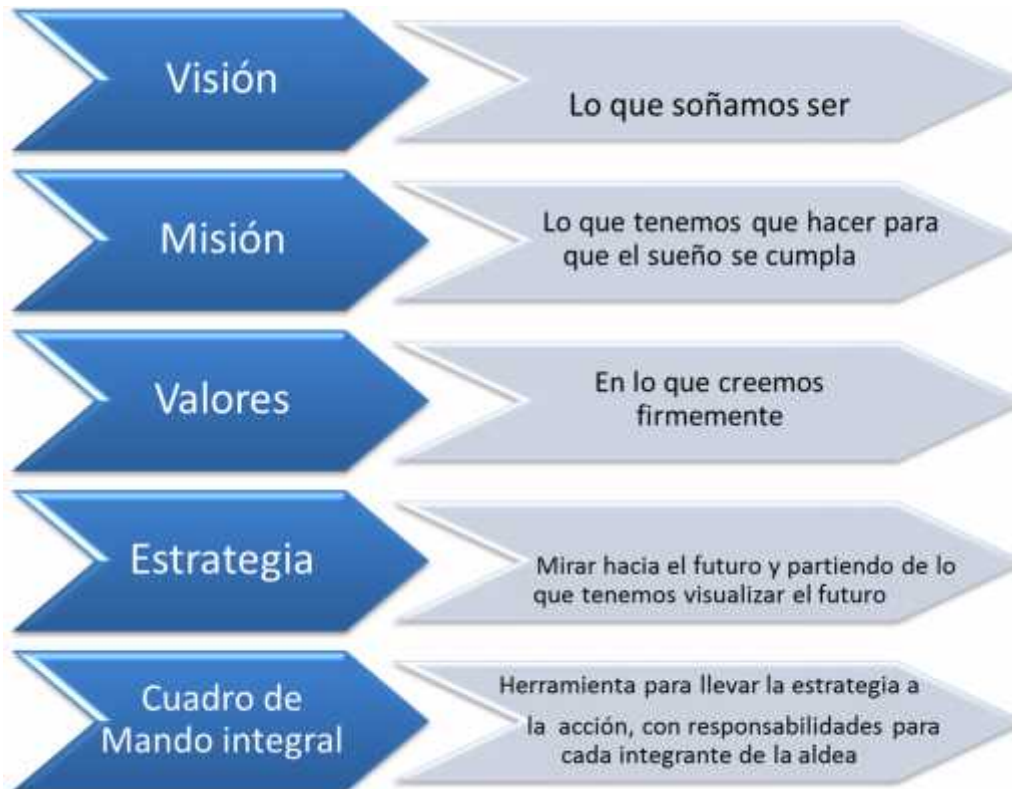 Visión
Lo que soñamos ser
Misión
Lo que tenemos que hacer para
que el sueño se cumpla
Valores
En lo que creemos
firmemente
Estrategia
Mirar hacia el futuro y partiendo de lo
que tenemos visualizar el futuro
Cuadro de
Mando integral
Herramienta para llevar la estrategia a
la acción, con responsabilidades para
cada integrante de la aldea